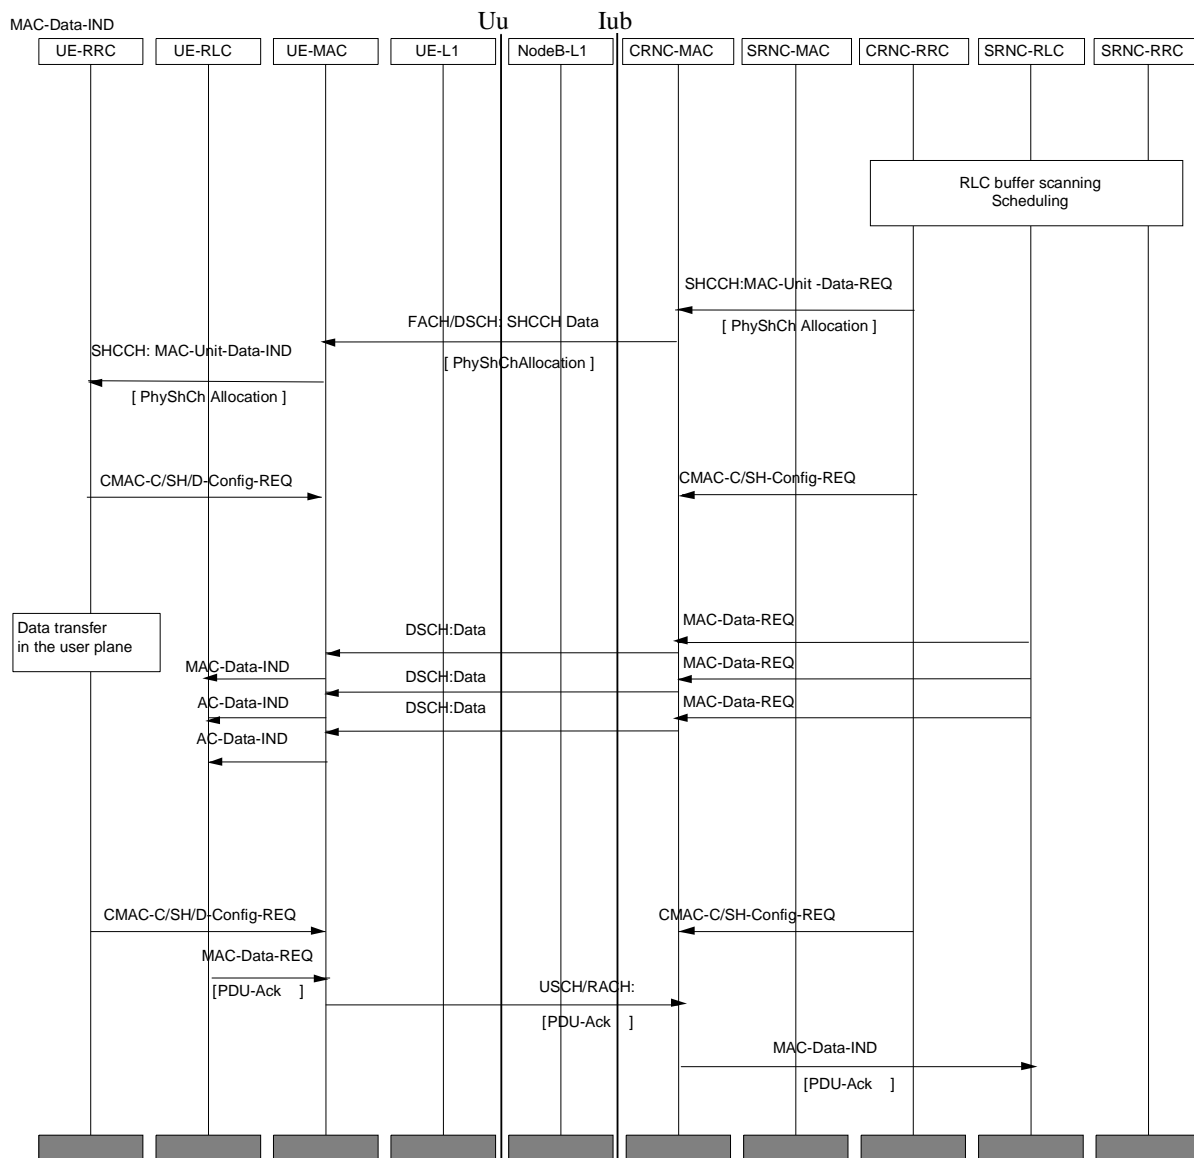 MAC-Data-IND
Uu
Iub
UE-RRC
UE-RLC
UE-MAC
UE-L1
NodeB-L1
CRNC-MAC
SRNC-MAC
CRNC-RRC
SRNC-RLC
SRNC-RRC
RLC buffer scanning
Scheduling
SHCCH:MAC-Unit -Data-REQ
[ PhyShCh Allocation ]
FACH/DSCH: SHCCH Data
[ PhyShChAllocation ]
SHCCH: MAC-Unit-Data-IND
[ PhyShCh Allocation ]
CMAC-C/SH/D-Config-REQ
CMAC-C/SH-Config-REQ
Data transfer
in the user plane
MAC-Data-REQ
DSCH:Data
MAC-Data-IND
MAC-Data-REQ
DSCH:Data
AC-Data-IND
MAC-Data-REQ
DSCH:Data
AC-Data-IND
CMAC-C/SH/D-Config-REQ
CMAC-C/SH-Config-REQ
MAC-Data-REQ
[PDU-Ack ]
USCH/RACH:
[PDU-Ack ]
MAC-Data-IND
[PDU-Ack ]